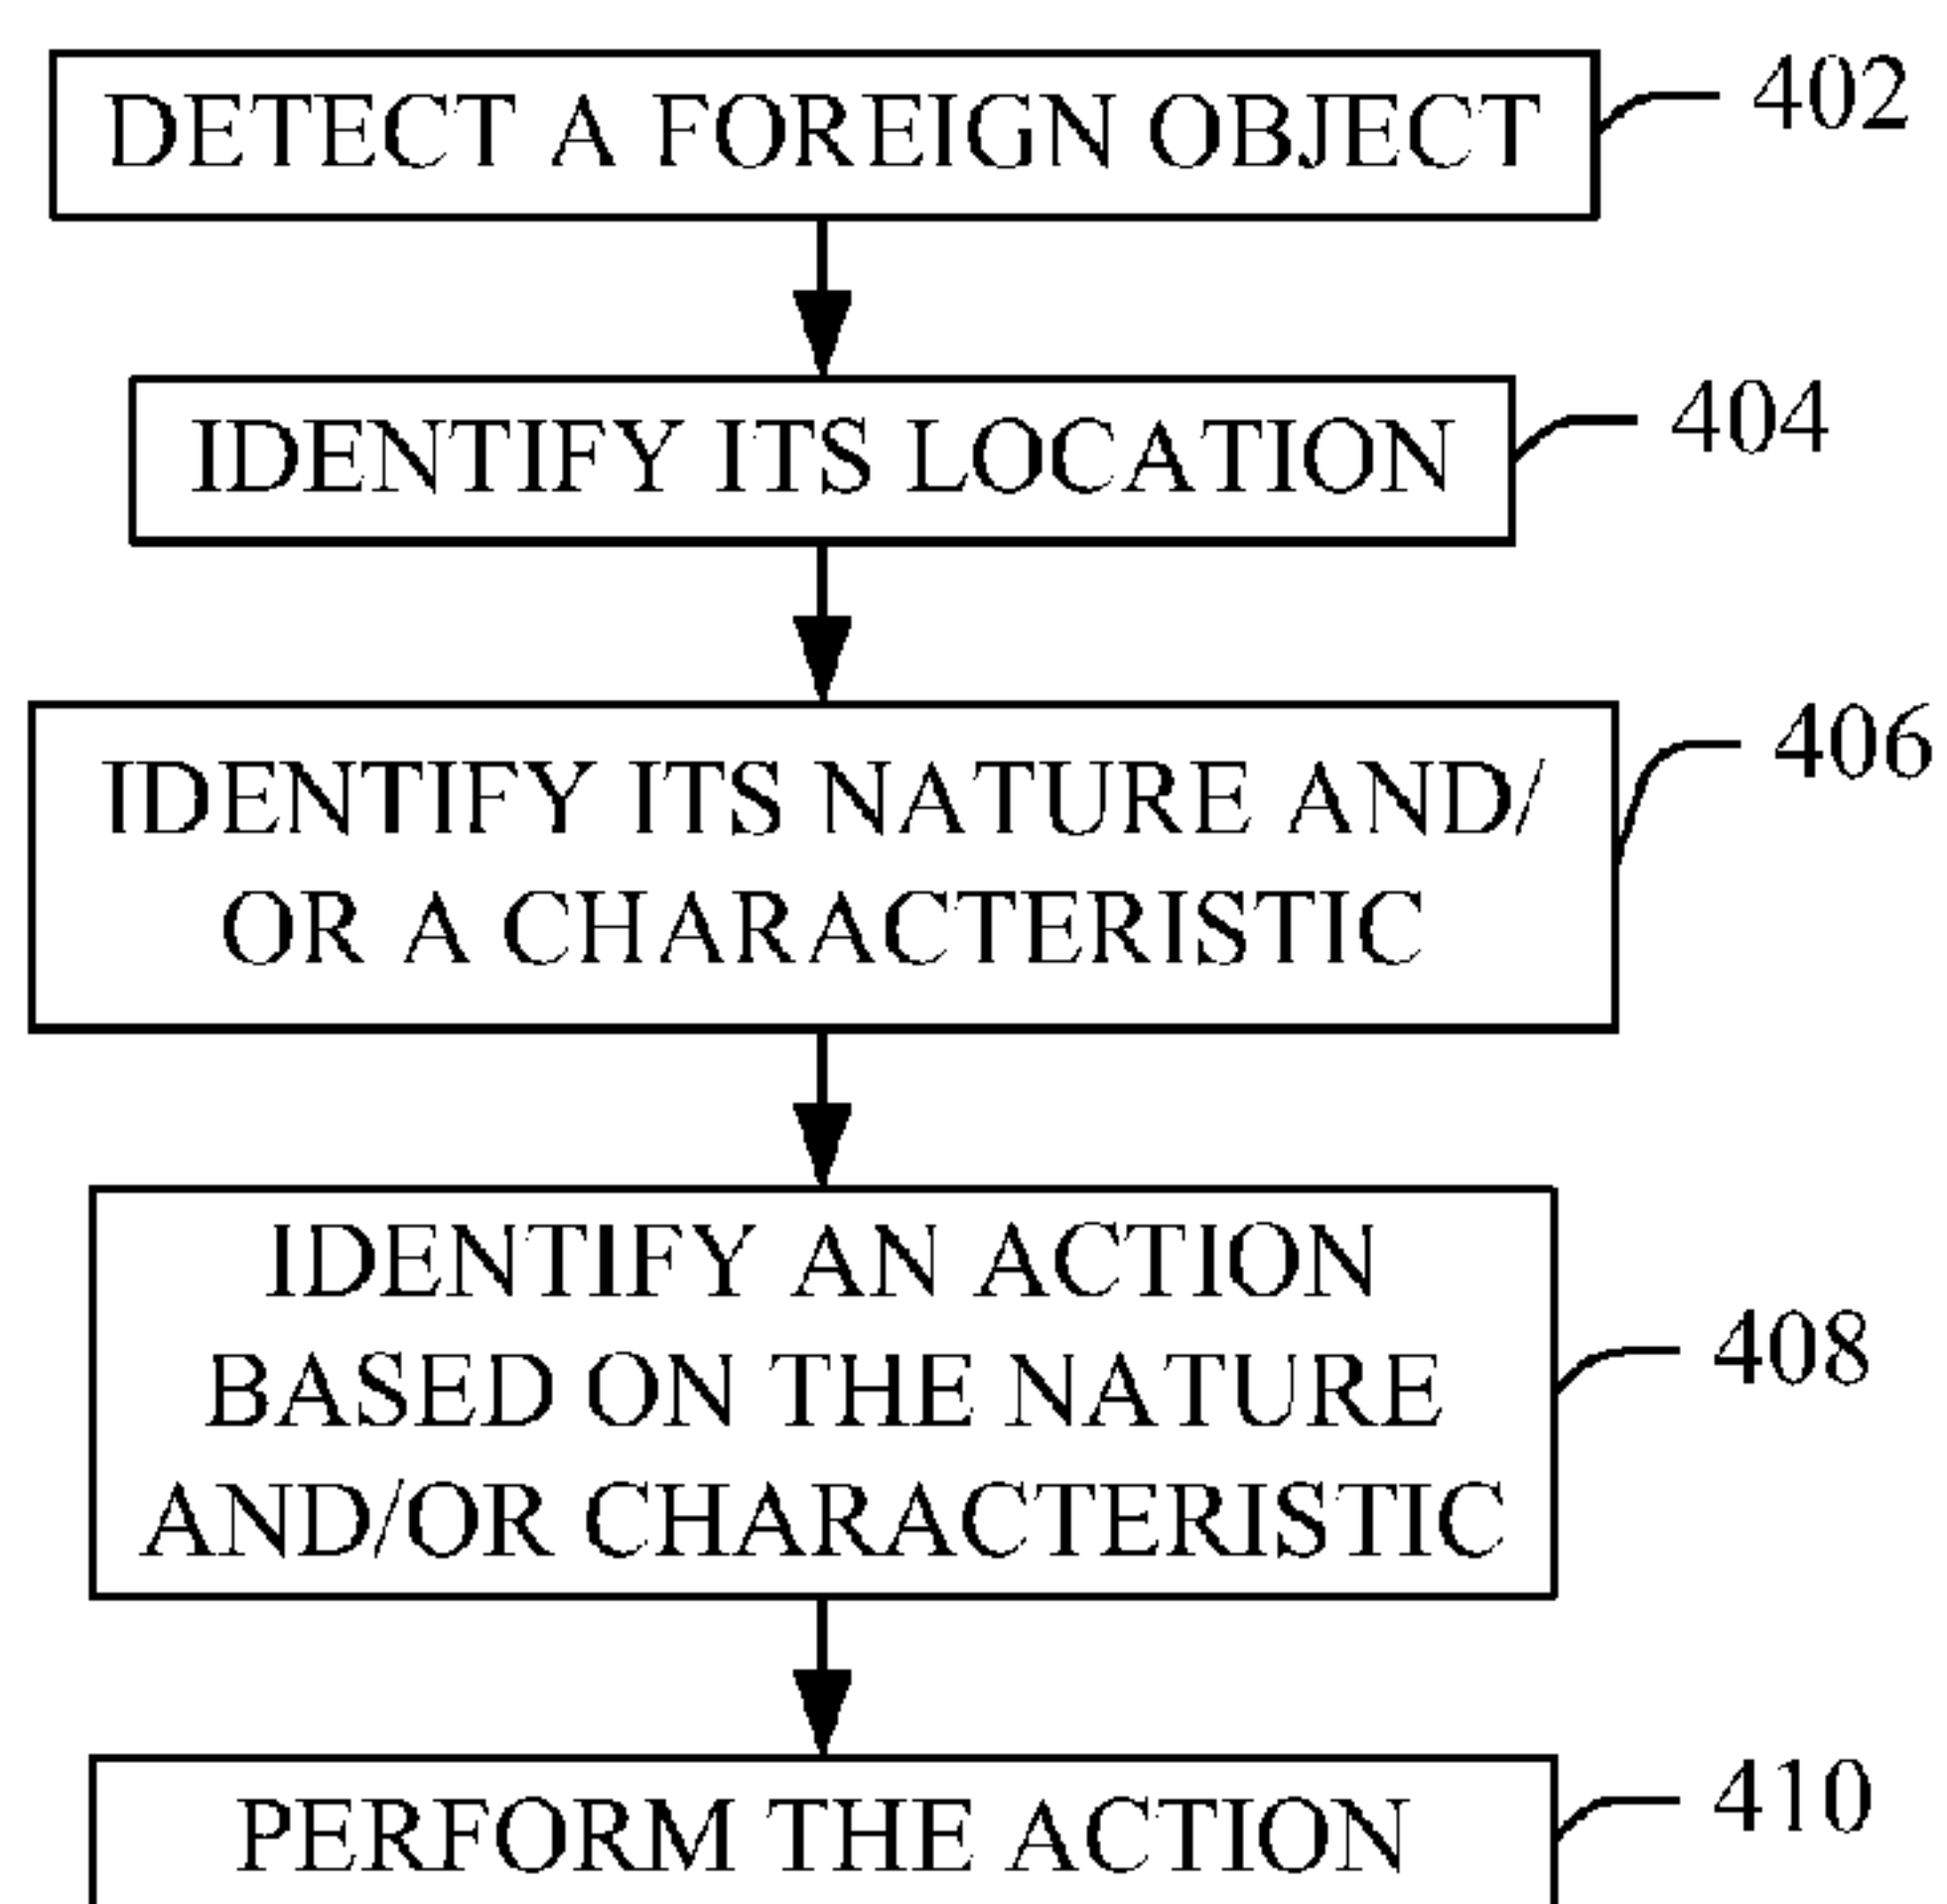 DETECT A FOREIGN OBJECT
402
IDENTIFY ITS LOCATION
404
IDENTIFY ITS NATURE AND/
OR A CHARACTERISTIC
406
IDENTIFY AN ACTION
BASED ON THE NATURE
AND/OR CHARACTERISTIC
408
PERFORM THE ACTION
410